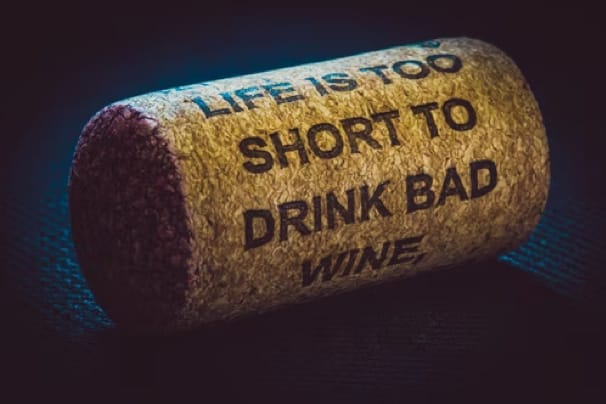 LIFE IS TOO
SHORT TO
DRINK BAD
WINE,